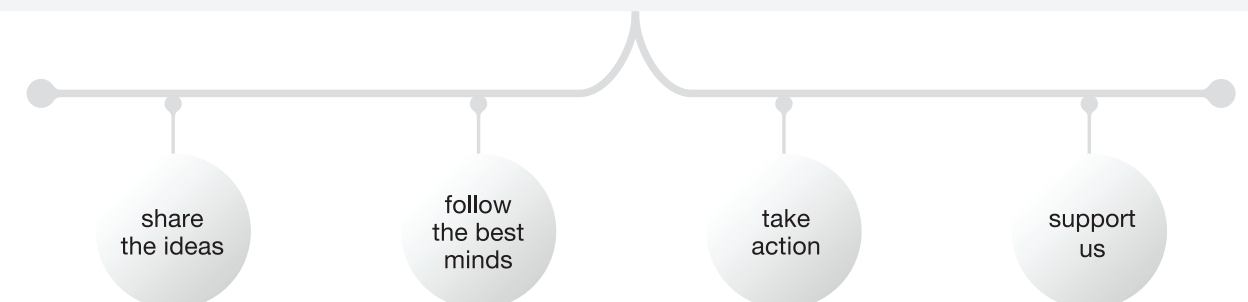 share
the ideas
follow
the best
minds
take
action
support
us